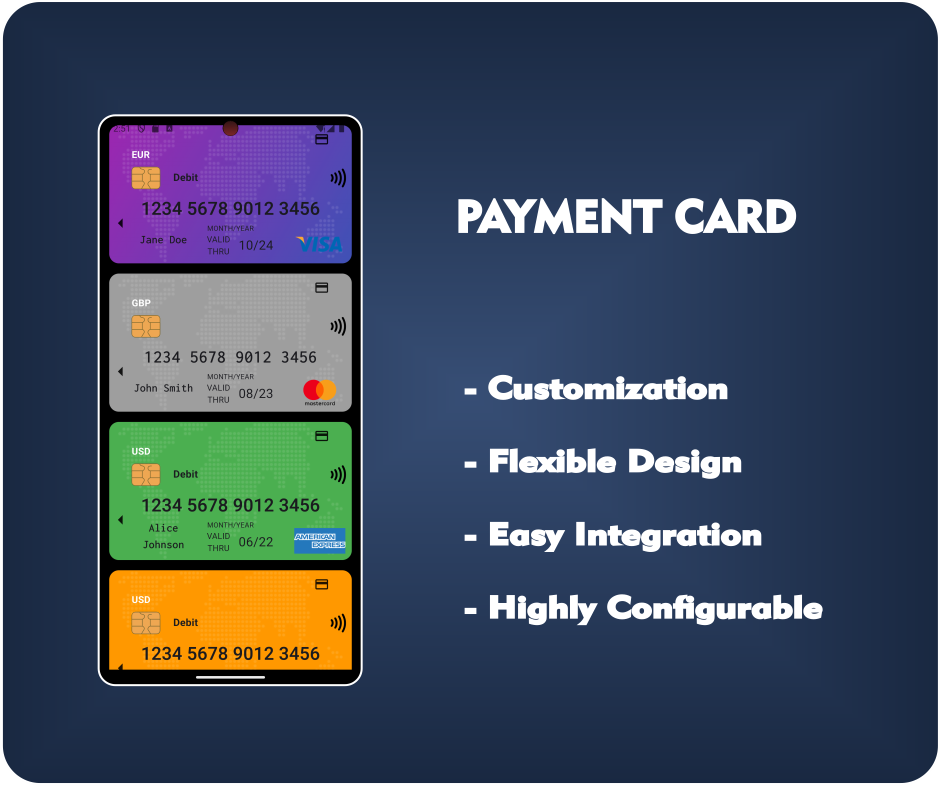 2:51
EUR
Debit
1234 5678 9012 3456
MONTH/YEAR
Jane Doe
VALID
THRU
10/24
VISA
GBP
1234 5678 9012 3456
MONTH/YEAR
John Smith
VALID
THRU
08/23
mastercard
USD
Debit
1234 5678 9012 3456
MONTH/YEAR
Alice
Johnson
VALID
THRU
06/22
AMERICAN
EXPRESS
USD
Debit
1234 5678 9012 3456
PAYMENT CARD
- Customization
- Flexible Design
- Easy Integration
- Highly Configurable